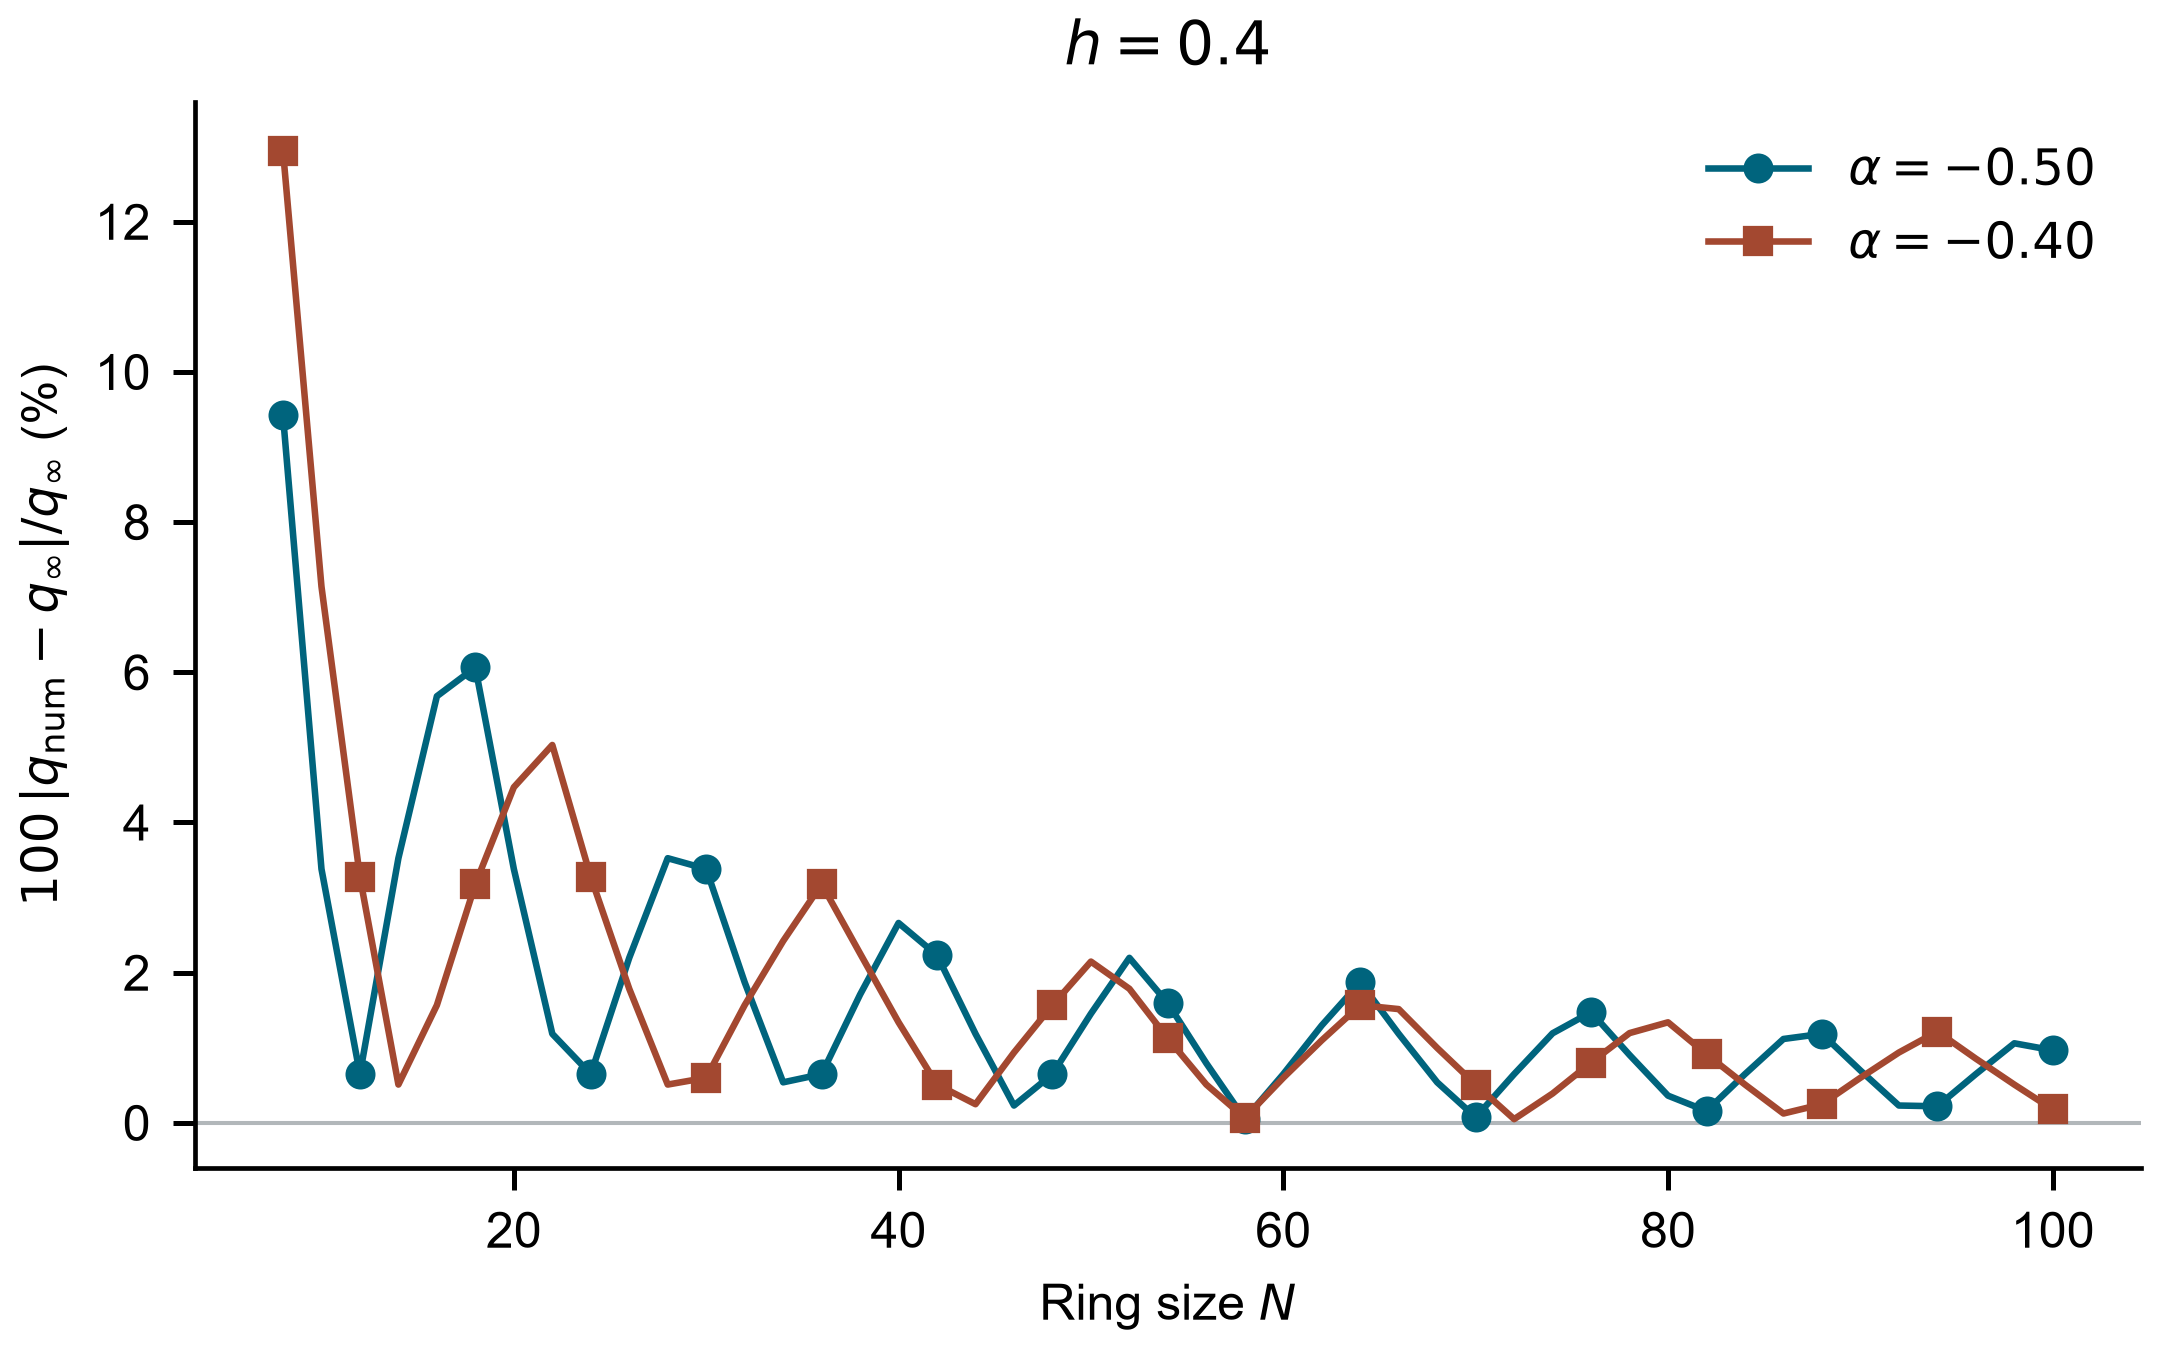 h = 0.4
α = −0.50
α = −0.40
100 |q_num − q_∞|/q_∞ (%)
12
10
8
6
4
2
0
20 40 60 80 100
Ring size N